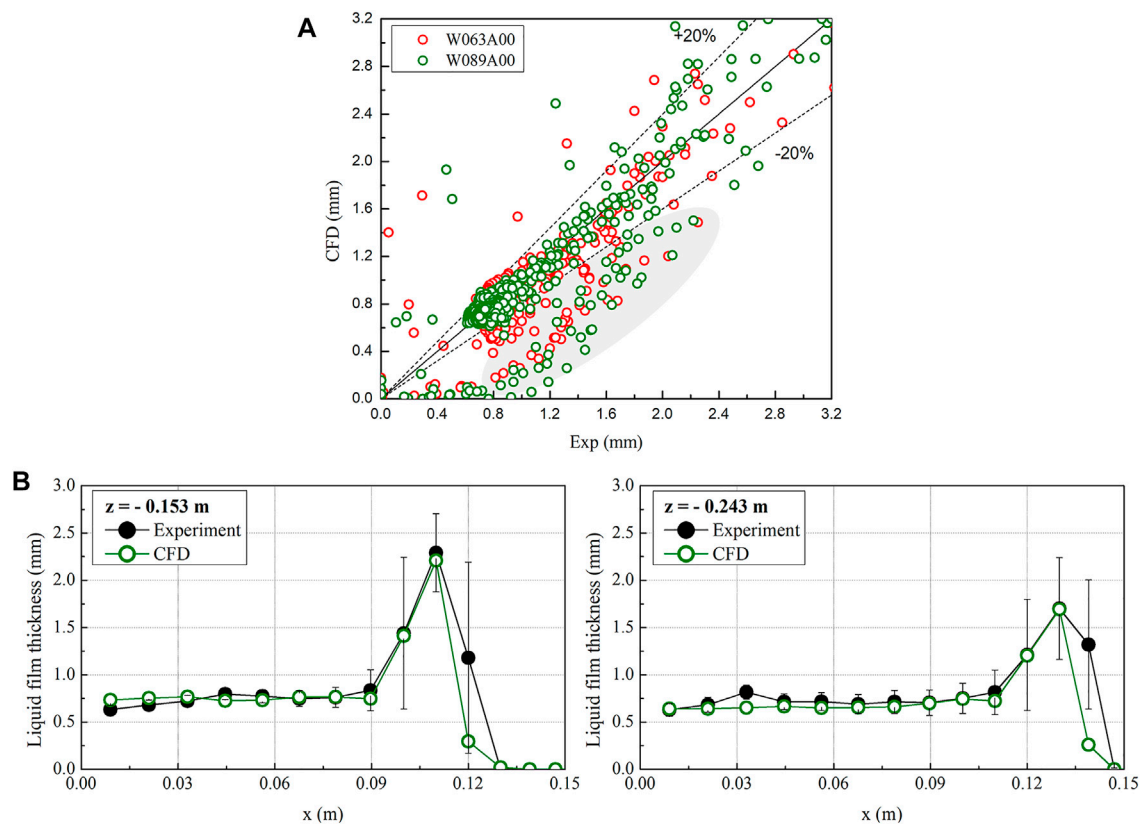 A
W063A00
W089A00
+20%
-20%
3.2
2.8
2.4
2.0
1.6
1.2
0.8
0.4
0.0
CFD (mm)
0.0 0.4 0.8 1.2 1.6 2.0 2.4 2.8 3.2
Exp (mm)
B
z = - 0.153 m
Experiment
CFD
3.0
2.5
2.0
1.5
1.0
0.5
0.0
Liquid film thickness (mm)
0.00 0.03 0.06 0.09 0.12 0.15
x (m)
z = - 0.243 m
Experiment
CFD
3.0
2.5
2.0
1.5
1.0
0.5
0.0
Liquid film thickness (mm)
0.00 0.03 0.06 0.09 0.12 0.15
x (m)